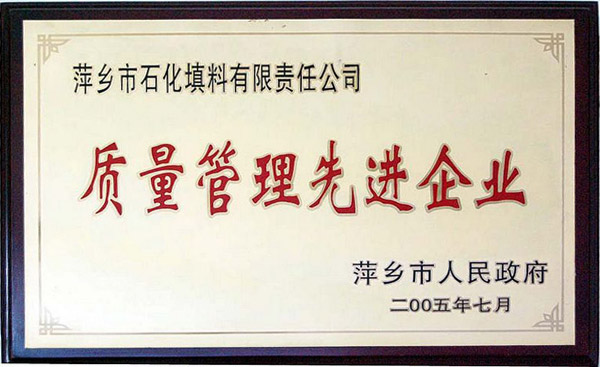 萍乡市石化填料有限责任公司
质量管理先进企业
萍乡市人民政府
二00五年七月